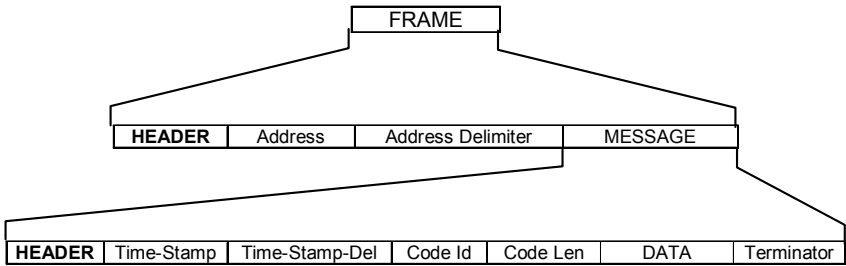 FRAME
HEADER Address Address Delimiter MESSAGE
HEADER Time-Stamp Time-Stamp-Del Code Id Code Len DATA Terminator